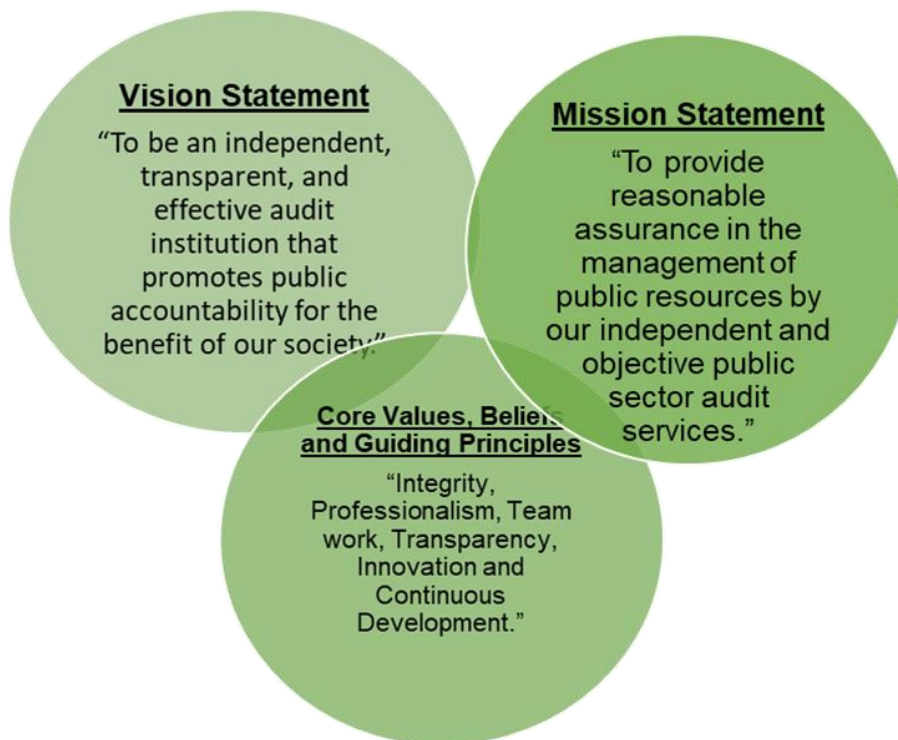 Vision Statement
“To be an independent,
transparent, and
effective audit
institution that
promotes public
accountability for the
benefit of our society.”
Mission Statement
“To provide
reasonable
assurance in the
management of
public resources by
our independent and
objective public
sector audit
services.”
Core Values, Beliefs
and Guiding Principles
“Integrity,
Professionalism, Team
work, Transparency,
Innovation and
Continuous
Development.”